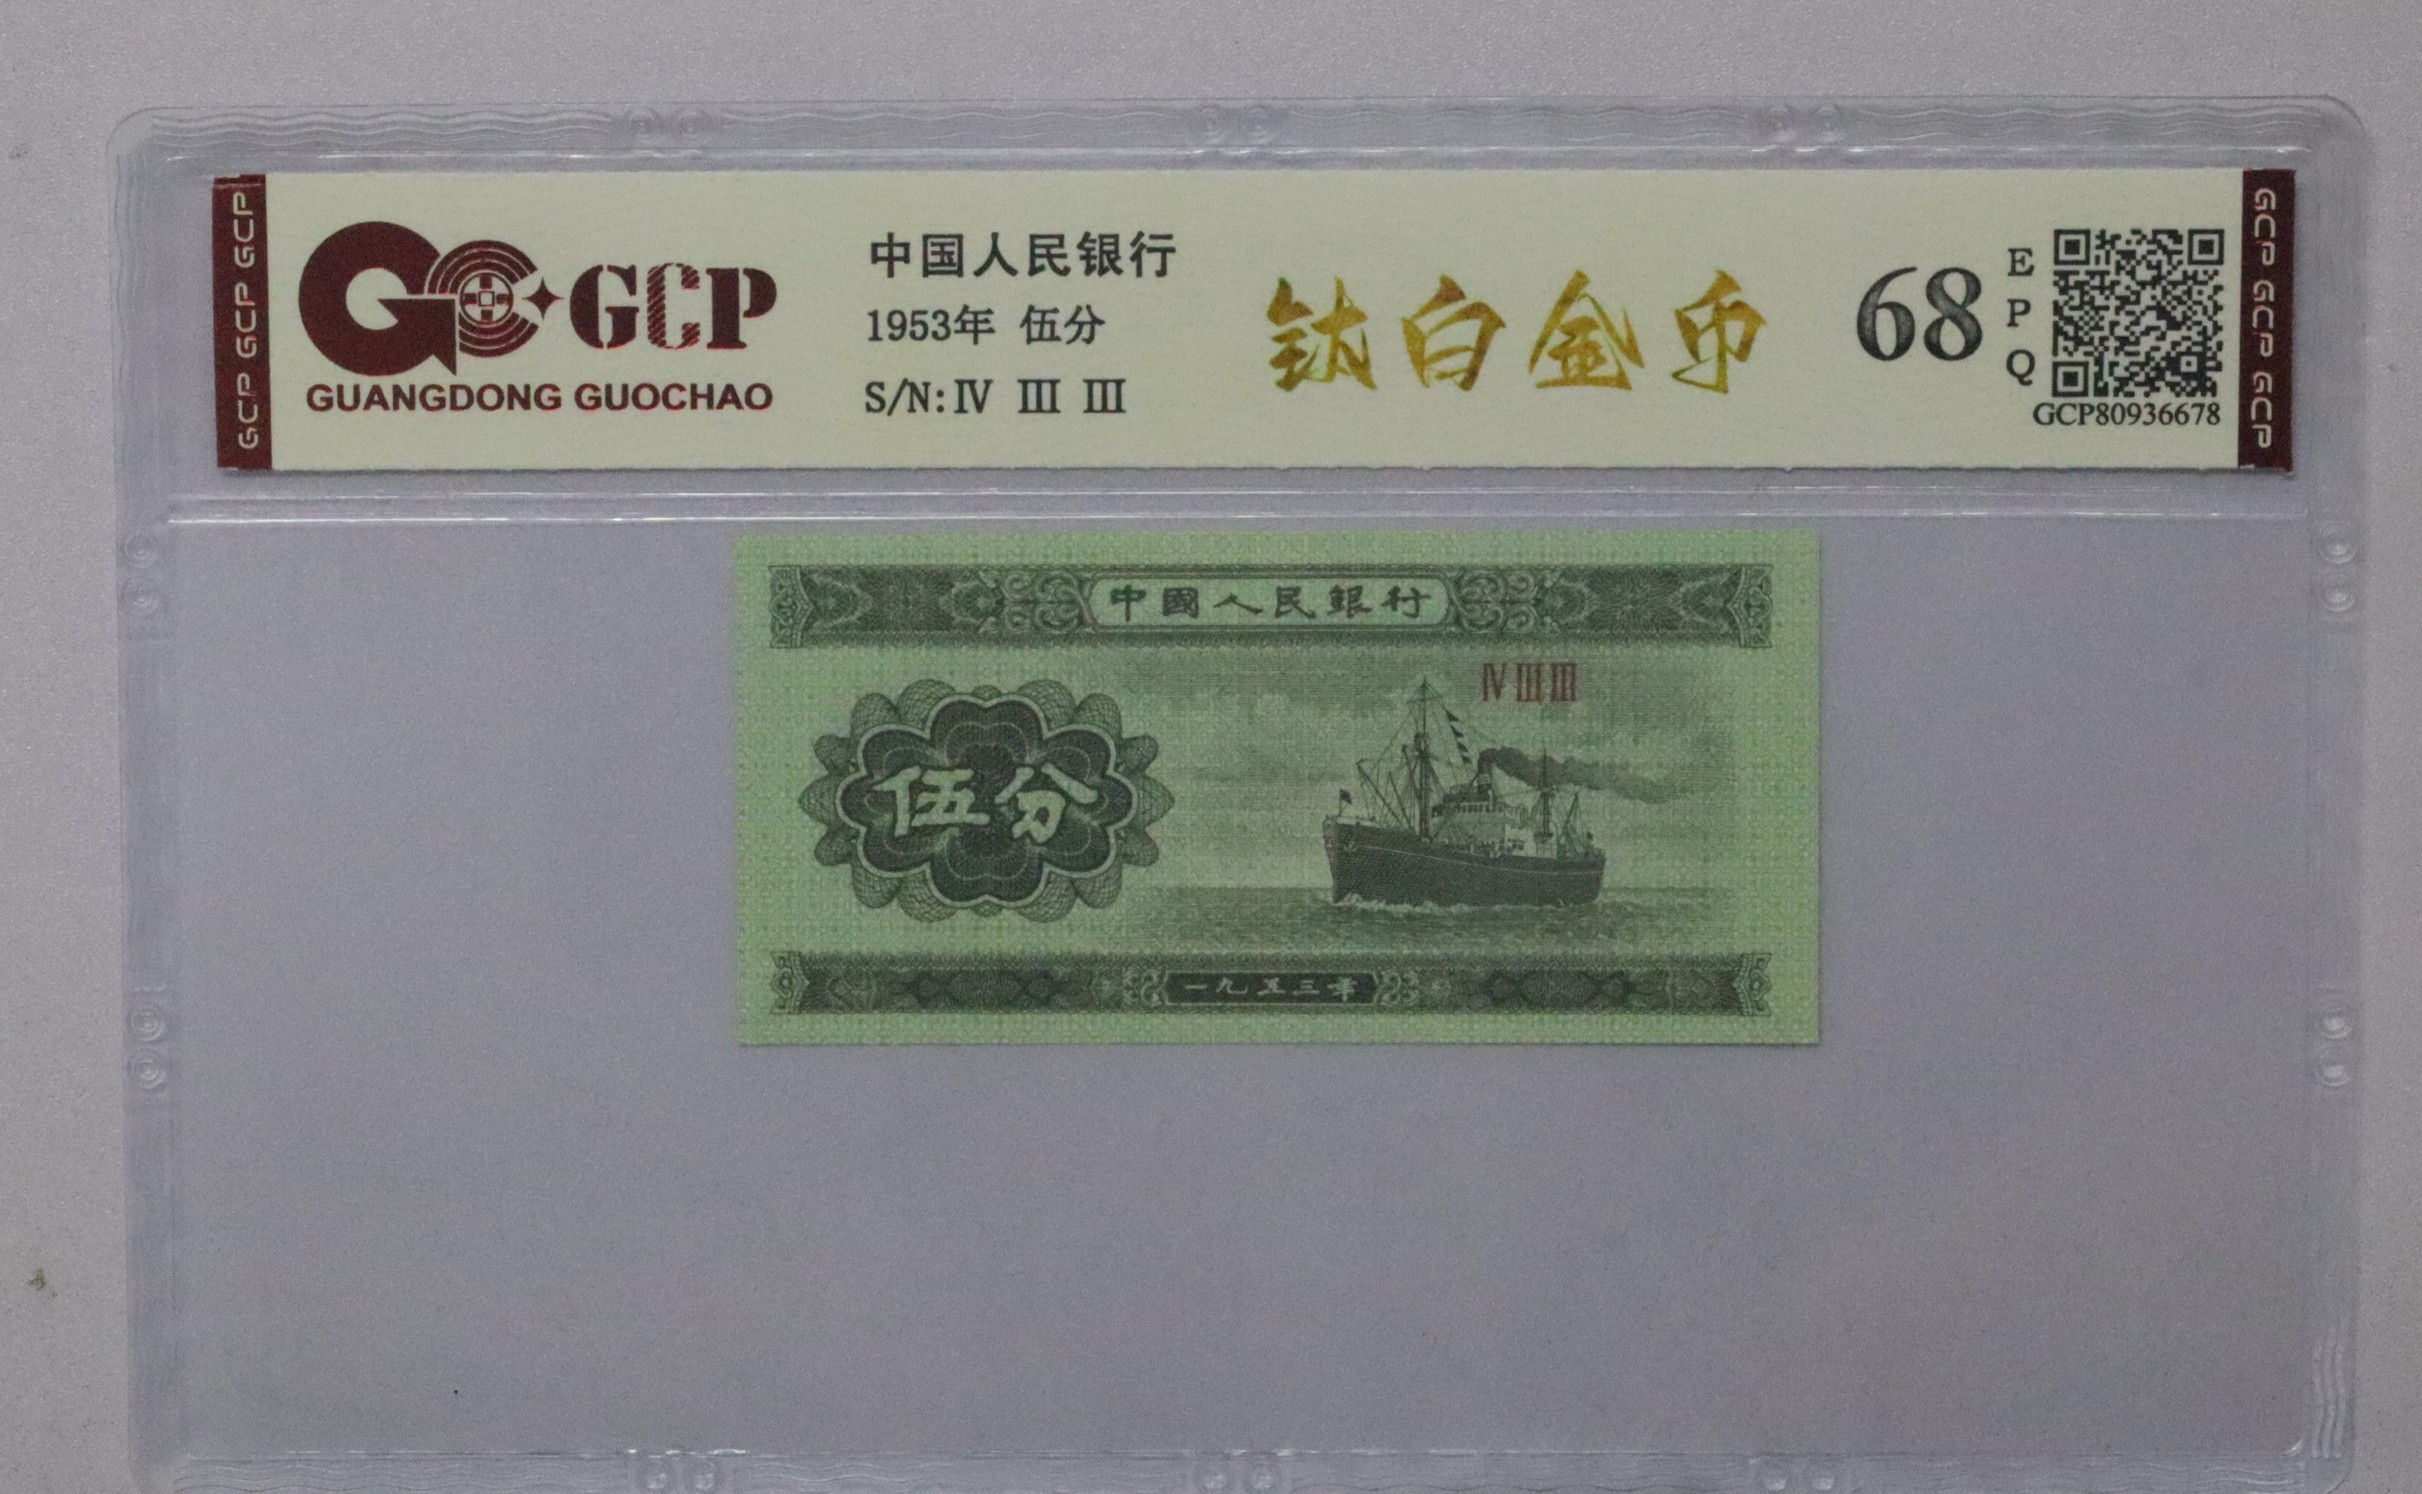 GCP GCP GCP
GCP
GUANGDONG GUOCHAO
中国人民银行
1953年 伍分
S/N:Ⅳ Ⅲ Ⅲ
钛白金币
68
E
P
Q
GCP80936678
GCP GCP GCP
中國人民銀行
Ⅳ Ⅲ Ⅲ
伍分
一九五三年